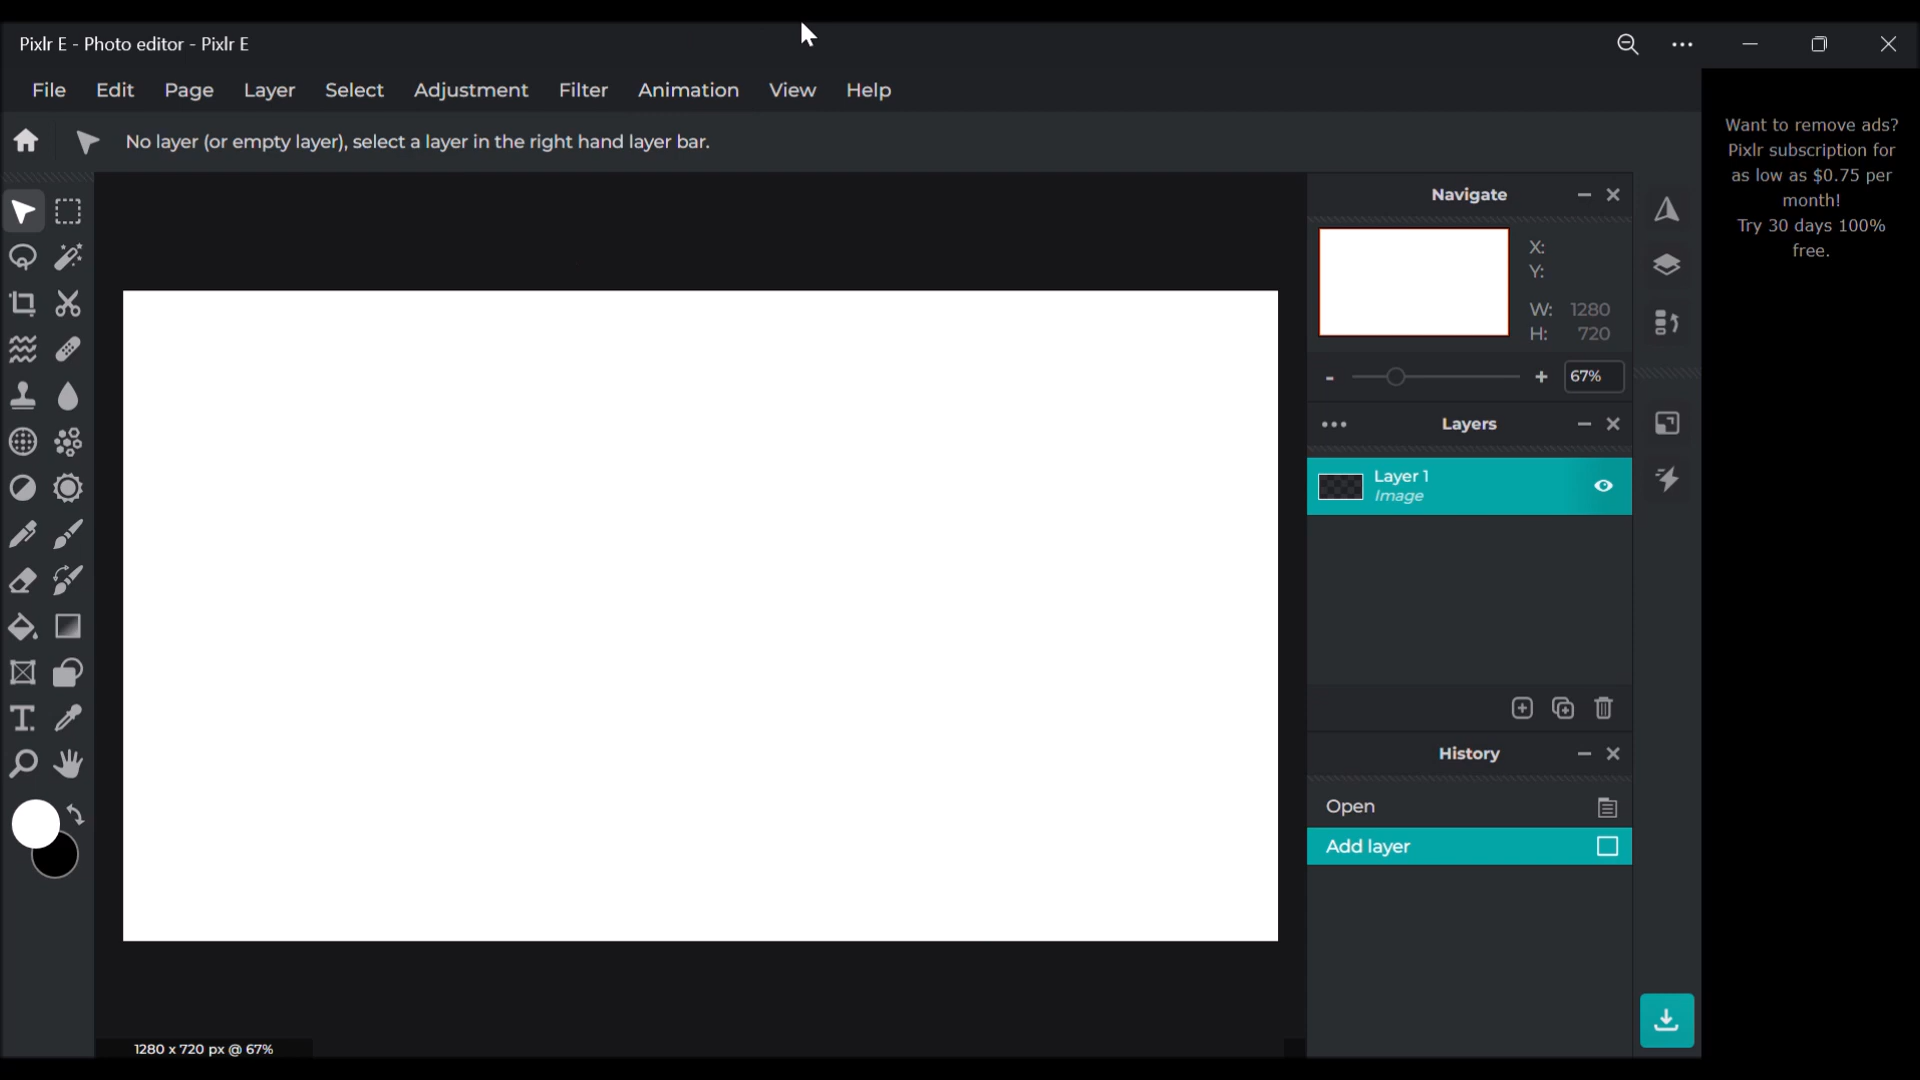 Pixlr E - Photo editor - Pixlr E
File Edit Page Layer Select Adjustment Filter Animation View Help
No layer (or empty layer), select a layer in the right hand layer bar.
Want to remove ads?
Pixlr subscription for
as low as $0.75 per
month!
Try 30 days 100%
free.
Navigate
X:
Y:
W: 1280
H: 720
- + 67%
Layers
Layer 1
Image
History
Open
Add layer
1280 x 720 px @ 67%